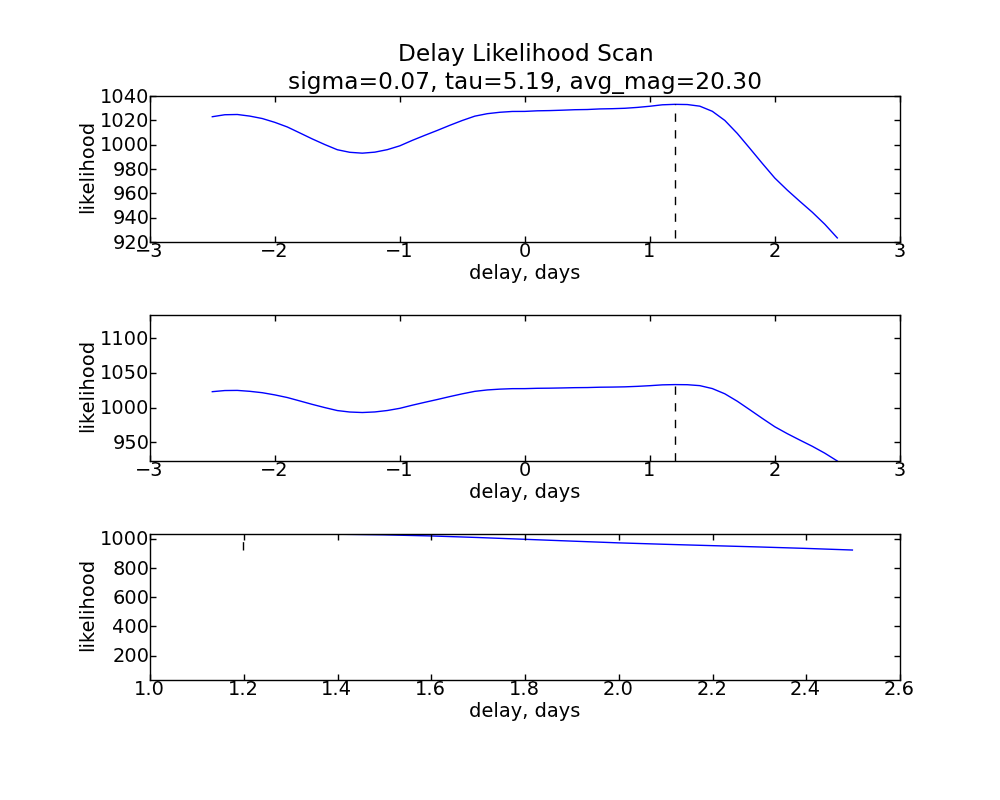 Delay Likelihood Scan
sigma=0.07, tau=5.19, avg_mag=20.30
1040
1020
1000
980
960
940
920
likelihood
−3 −2 −1 0 1 2 3
delay, days
1100
1050
1000
950
likelihood
−3 −2 −1 0 1 2 3
delay, days
1000
800
600
400
200
likelihood
1.0 1.2 1.4 1.6 1.8 2.0 2.2 2.4 2.6
delay, days